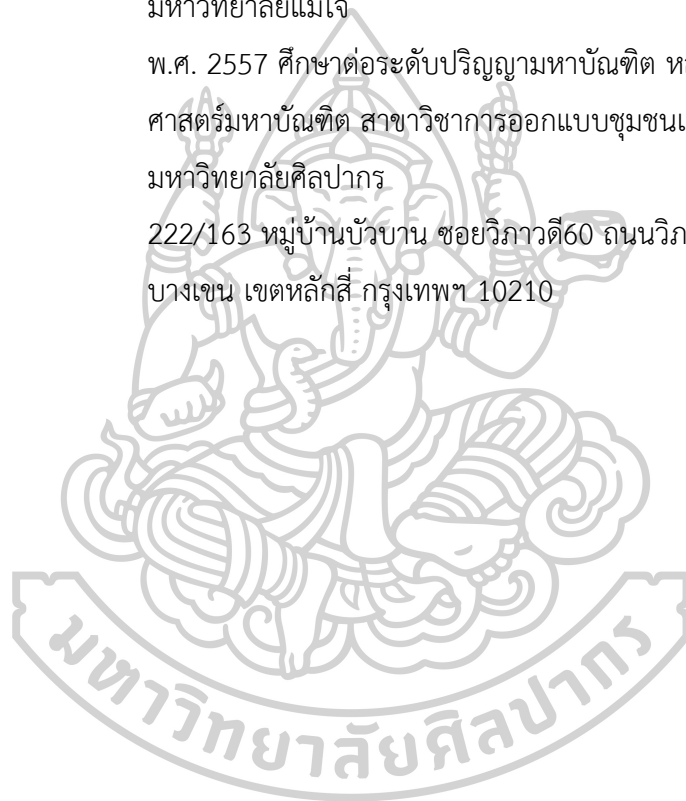 มหาวิทยาลัยแม่โจ้
พ.ศ. 2557 ศึกษาต่อระดับปริญญามหาบัณฑิต
ศาสตร์มหาบัณฑิต สาขาวิชาการออกแบบชุมชน
มหาวิทยาลัยศิลปากร
222/163 หมู่บ้านบัวบาน ซอยวิภาวดี60 ถนนวิภ
บางเขน เขตหลักสี่ กรุงเทพฯ 10210
มหาวิทยาลัยศิลปากร